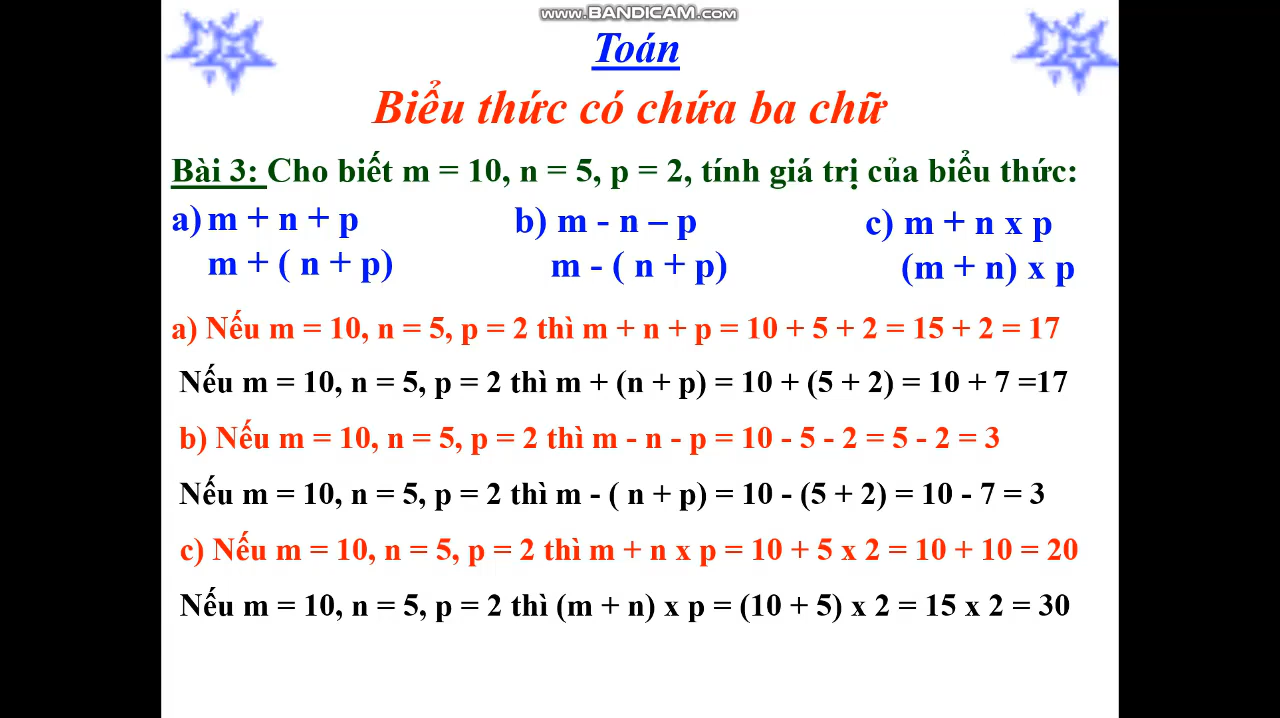 www.BANDICAM.com
Toán
Biểu thức có chứa ba chữ
Bài 3: Cho biết m = 10, n = 5, p = 2, tính giá trị của biểu thức:
a) m + n + p b) m - n – p c) m + n x p
m + ( n + p) m - ( n + p) (m + n) x p
a) Nếu m = 10, n = 5, p = 2 thì m + n + p = 10 + 5 + 2 = 15 + 2 = 17
Nếu m = 10, n = 5, p = 2 thì m + (n + p) = 10 + (5 + 2) = 10 + 7 =17
b) Nếu m = 10, n = 5, p = 2 thì m - n - p = 10 - 5 - 2 = 5 - 2 = 3
Nếu m = 10, n = 5, p = 2 thì m - ( n + p) = 10 - (5 + 2) = 10 - 7 = 3
c) Nếu m = 10, n = 5, p = 2 thì m + n x p = 10 + 5 x 2 = 10 + 10 = 20
Nếu m = 10, n = 5, p = 2 thì (m + n) x p = (10 + 5) x 2 = 15 x 2 = 30